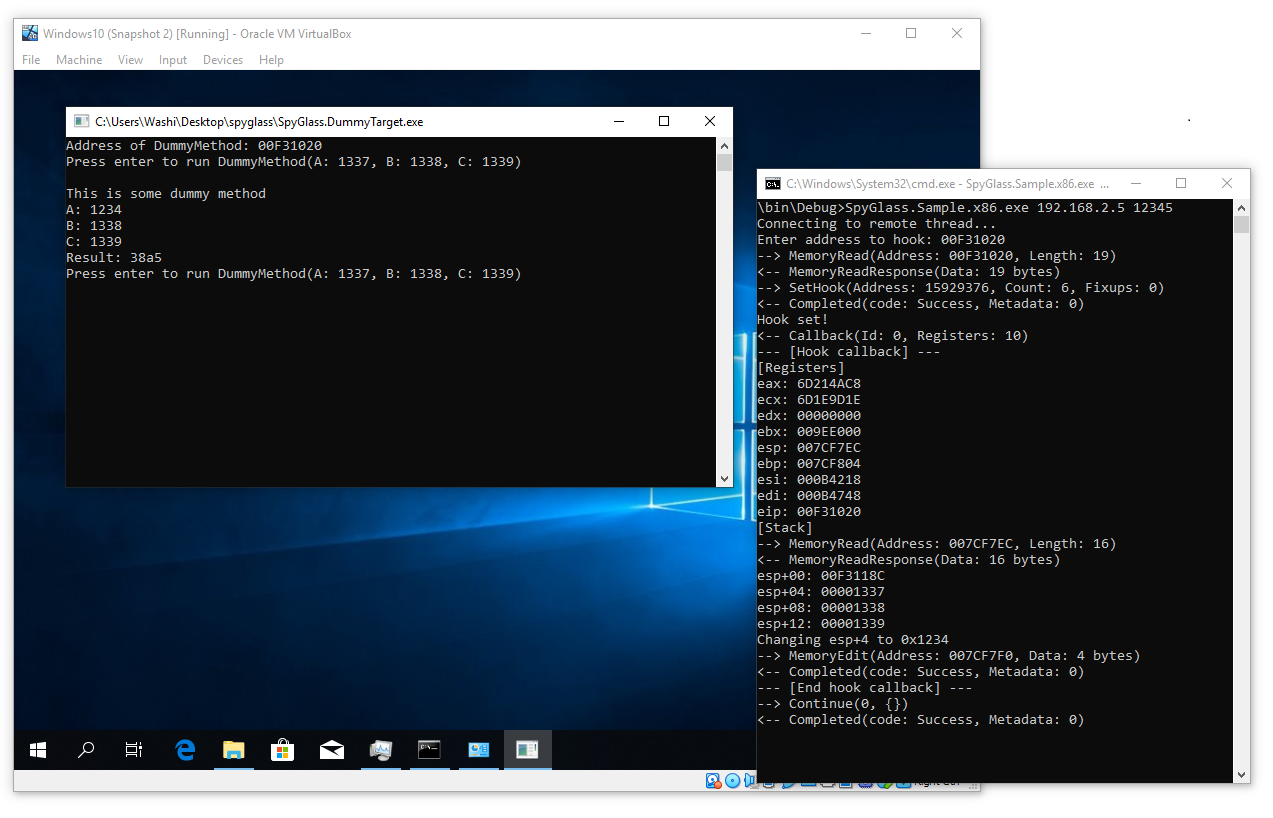 Windows10 (Snapshot 2) [Running] - Oracle VM VirtualBox
File Machine View Input Devices Help
C:\Users\Washi\Desktop\spyglass\SpyGlass.DummyTarget.exe
Address of DummyMethod: 00F31020
Press enter to run DummyMethod(A: 1337, B: 1338, C: 1339)
This is some dummy method
A: 1234
B: 1338
C: 1339
Result: 38a5
Press enter to run DummyMethod(A: 1337, B: 1338, C: 1339)
C:\Windows\System32\cmd.exe - SpyGlass.Sample.x86.exe ...
\bin\Debug>SpyGlass.Sample.x86.exe 192.168.2.5 12345
Connecting to remote thread...
Enter address to hook: 00F31020
--> MemoryRead(Address: 00F31020, Length: 19)
<-- MemoryReadResponse(Data: 19 bytes)
--> SetHook(Address: 15929376, Count: 6, Fixups: 0)
<-- Completed(code: Success, Metadata: 0)
Hook set!
<-- Callback(Id: 0, Registers: 10)
--- [Hook callback] ---
[Registers]
eax: 6D214AC8
ecx: 6D1E9D1E
edx: 00000000
ebx: 009EE000
esp: 007CF7EC
ebp: 007CF804
esi: 000B4218
edi: 000B4748
eip: 00F31020
[Stack]
--> MemoryRead(Address: 007CF7EC, Length: 16)
<-- MemoryReadResponse(Data: 16 bytes)
esp+00: 00F3118C
esp+04: 00001337
esp+08: 00001338
esp+12: 00001339
Changing esp+4 to 0x1234
--> MemoryEdit(Address: 007CF7F0, Data: 4 bytes)
<-- Completed(code: Success, Metadata: 0)
--- [End hook callback] ---
--> Continue(0, {})
<-- Completed(code: Success, Metadata: 0)